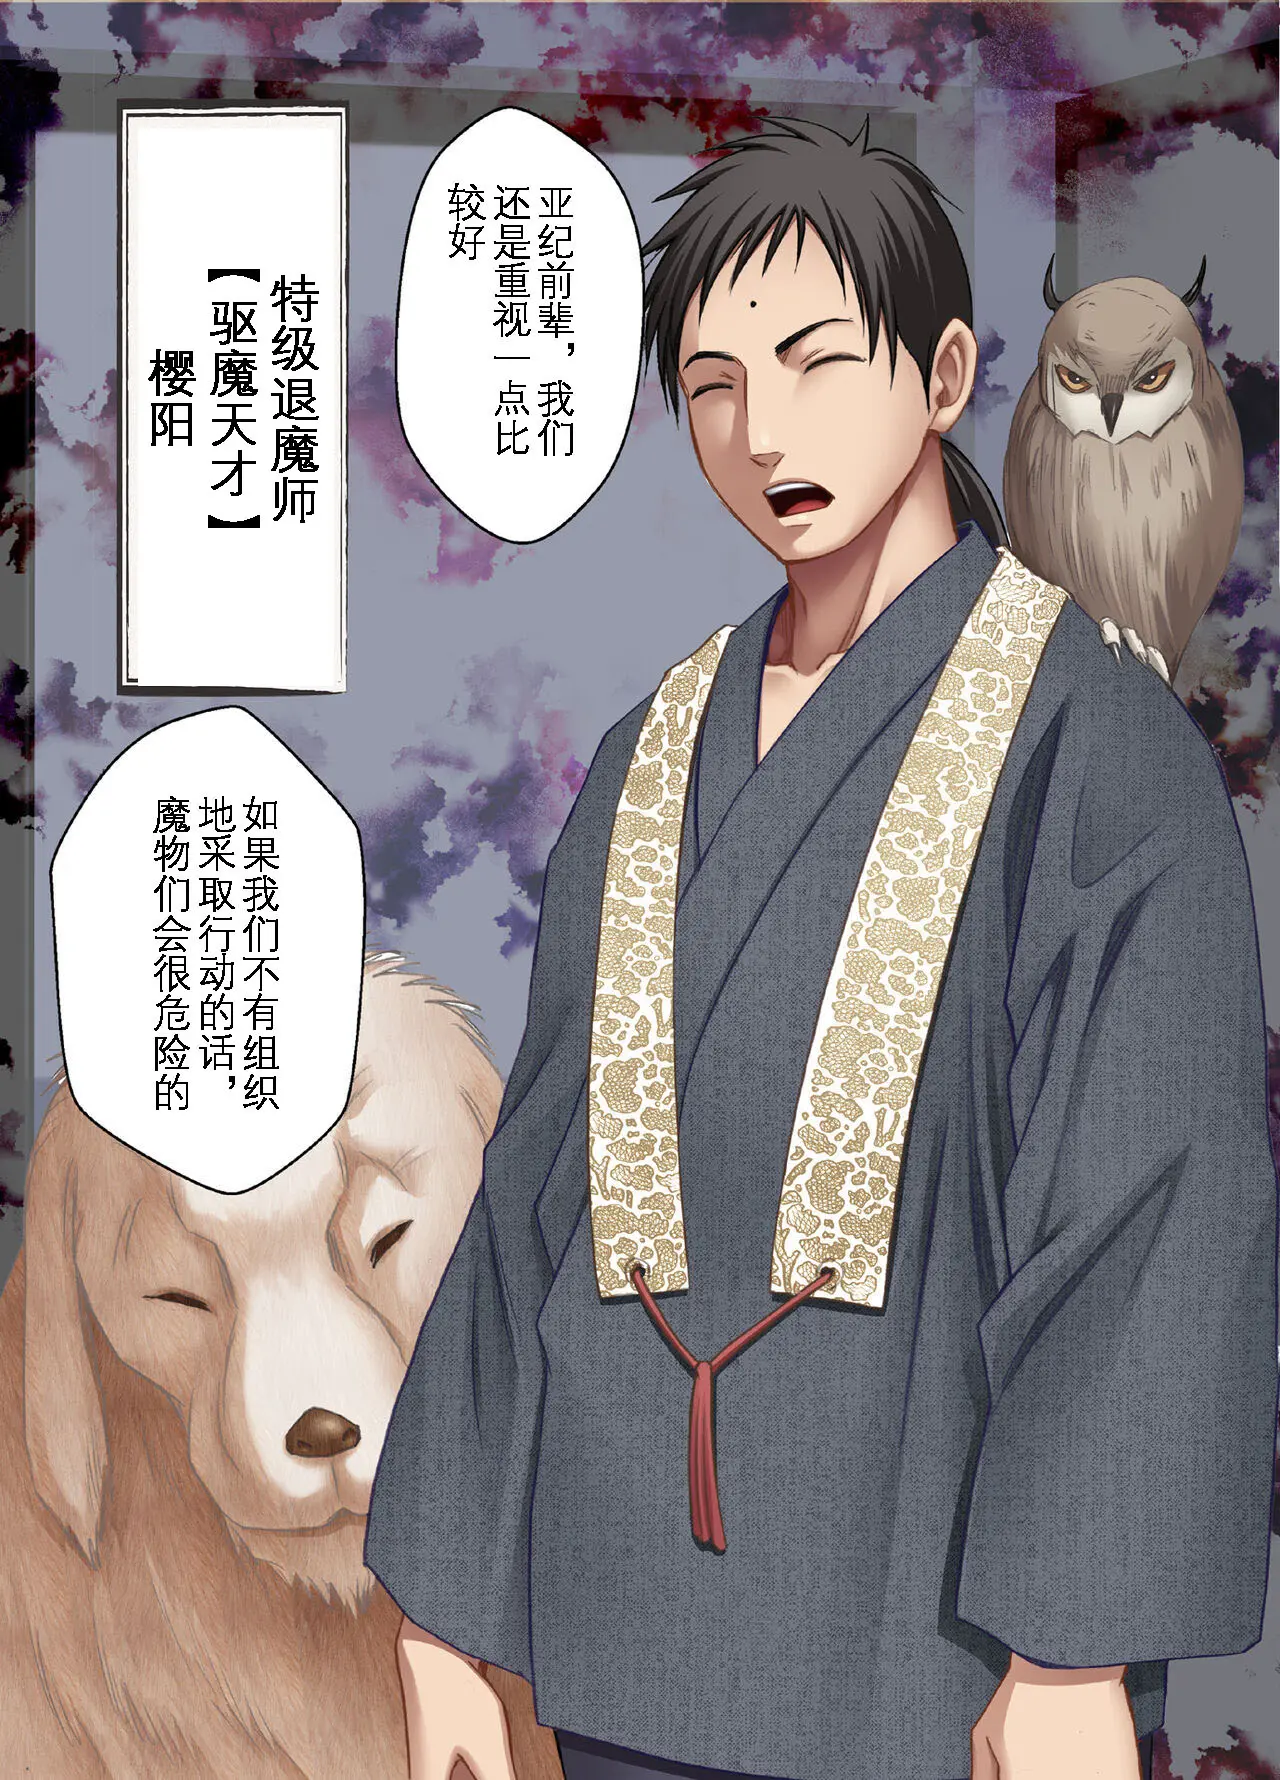 亚纪前辈，我们
还是重视一点比
较好
特级退魔师
【驱魔天才】
樱阳
如果我们不有组织
地采取行动的话，
魔物们会很危险的